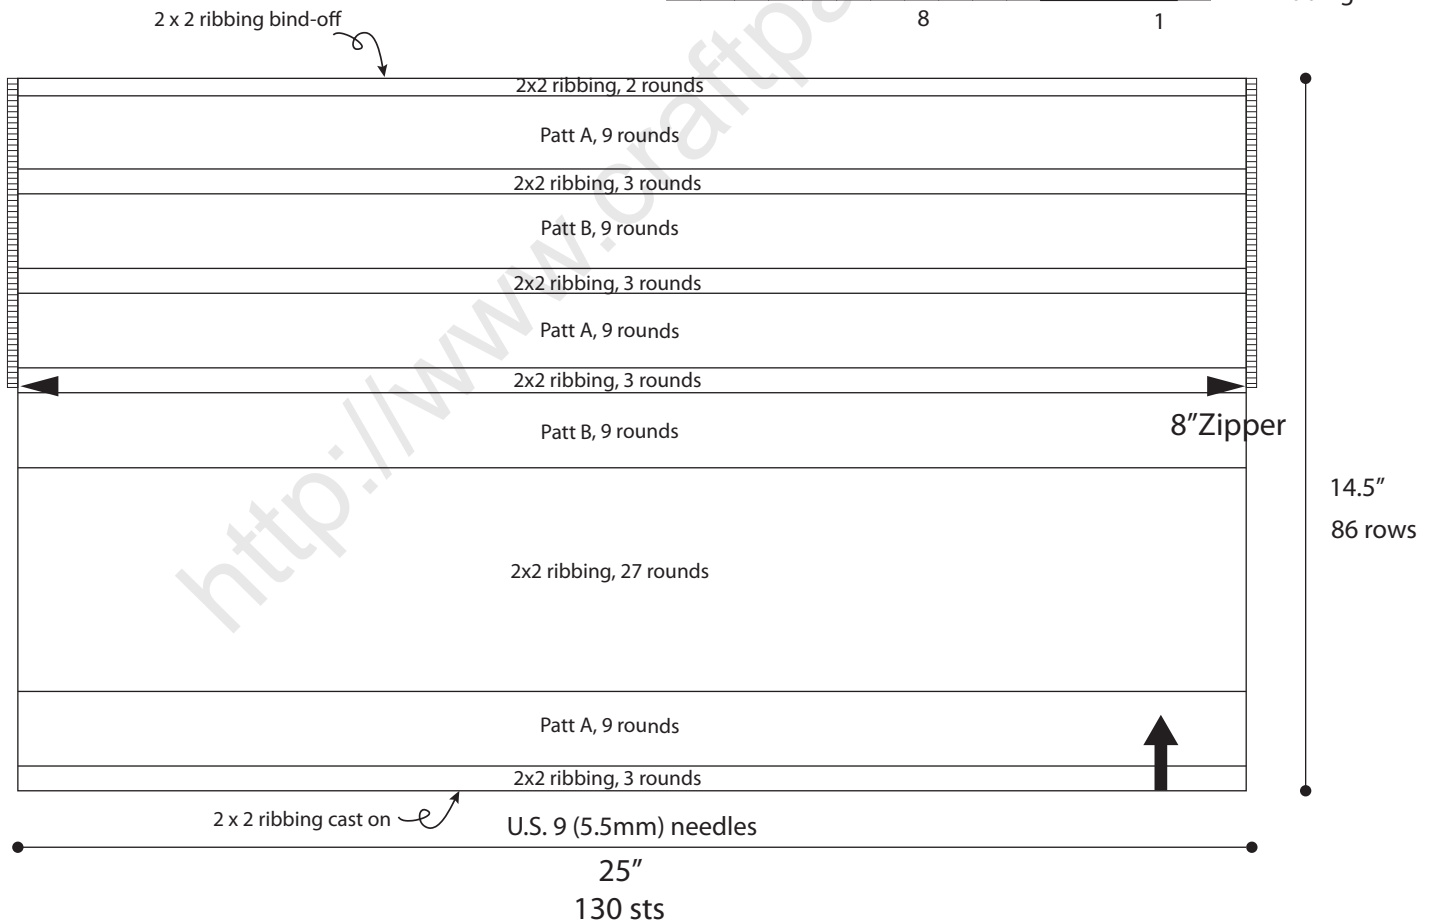 8
1
2 x 2 ribbing bind-off
2x2 ribbing, 2 rounds
Patt A, 9 rounds
2x2 ribbing, 3 rounds
Patt B, 9 rounds
2x2 ribbing, 3 rounds
Patt A, 9 rounds
2x2 ribbing, 3 rounds
8”Zipper
Patt B, 9 rounds
14.5”
86 rows
2x2 ribbing, 27 rounds
Patt A, 9 rounds
2x2 ribbing, 3 rounds
2 x 2 ribbing cast on
U.S. 9 (5.5mm) needles
25”
130 sts
http://www.craftpa